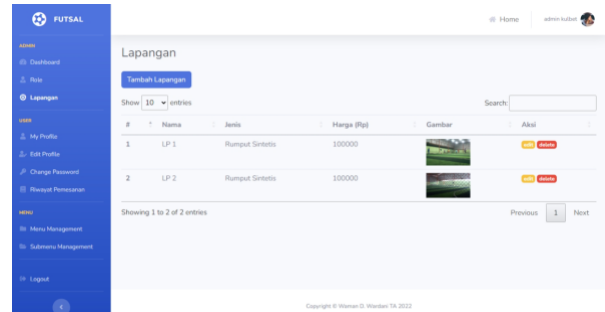 FUTSAL
Home admin kutbet
ADMIN
Dashboard
Role
Lapangan
USER
My Profile
Edit Profile
Change Password
Riwayat Pemesanan
MENU
Menu Management
Submenu Management
Logout
Lapangan
Tambah Lapangan
Show 10 entries Search:
# Nama Jenis Harga (Rp) Gambar Aksi
1 LP 1 Rumput Sintetis 100000 edit delete
2 LP 2 Rumput Sintetis 100000 edit delete
Showing 1 to 2 of 2 entries Previous 1 Next
Copyright © Wisman D. Wardani TA 2022